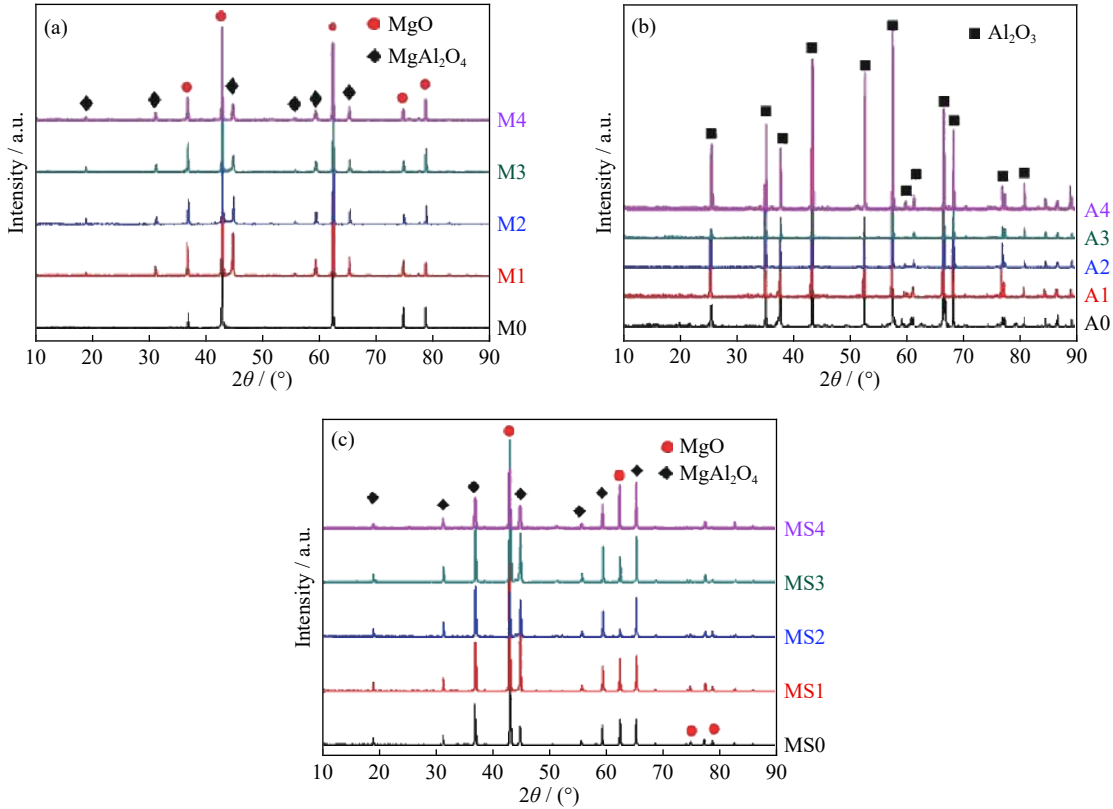 (a)
MgO
MgAl₂O₄
M4
M3
M2
M1
M0
Intensity / a.u.
10 20 30 40 50 60 70 80 90
2θ / (°)
(b)
Al₂O₃
A4
A3
A2
A1
A0
Intensity / a.u.
10 20 30 40 50 60 70 80 90
2θ / (°)
(c)
MgO
MgAl₂O₄
MS4
MS3
MS2
MS1
MS0
Intensity / a.u.
10 20 30 40 50 60 70 80 90
2θ / (°)